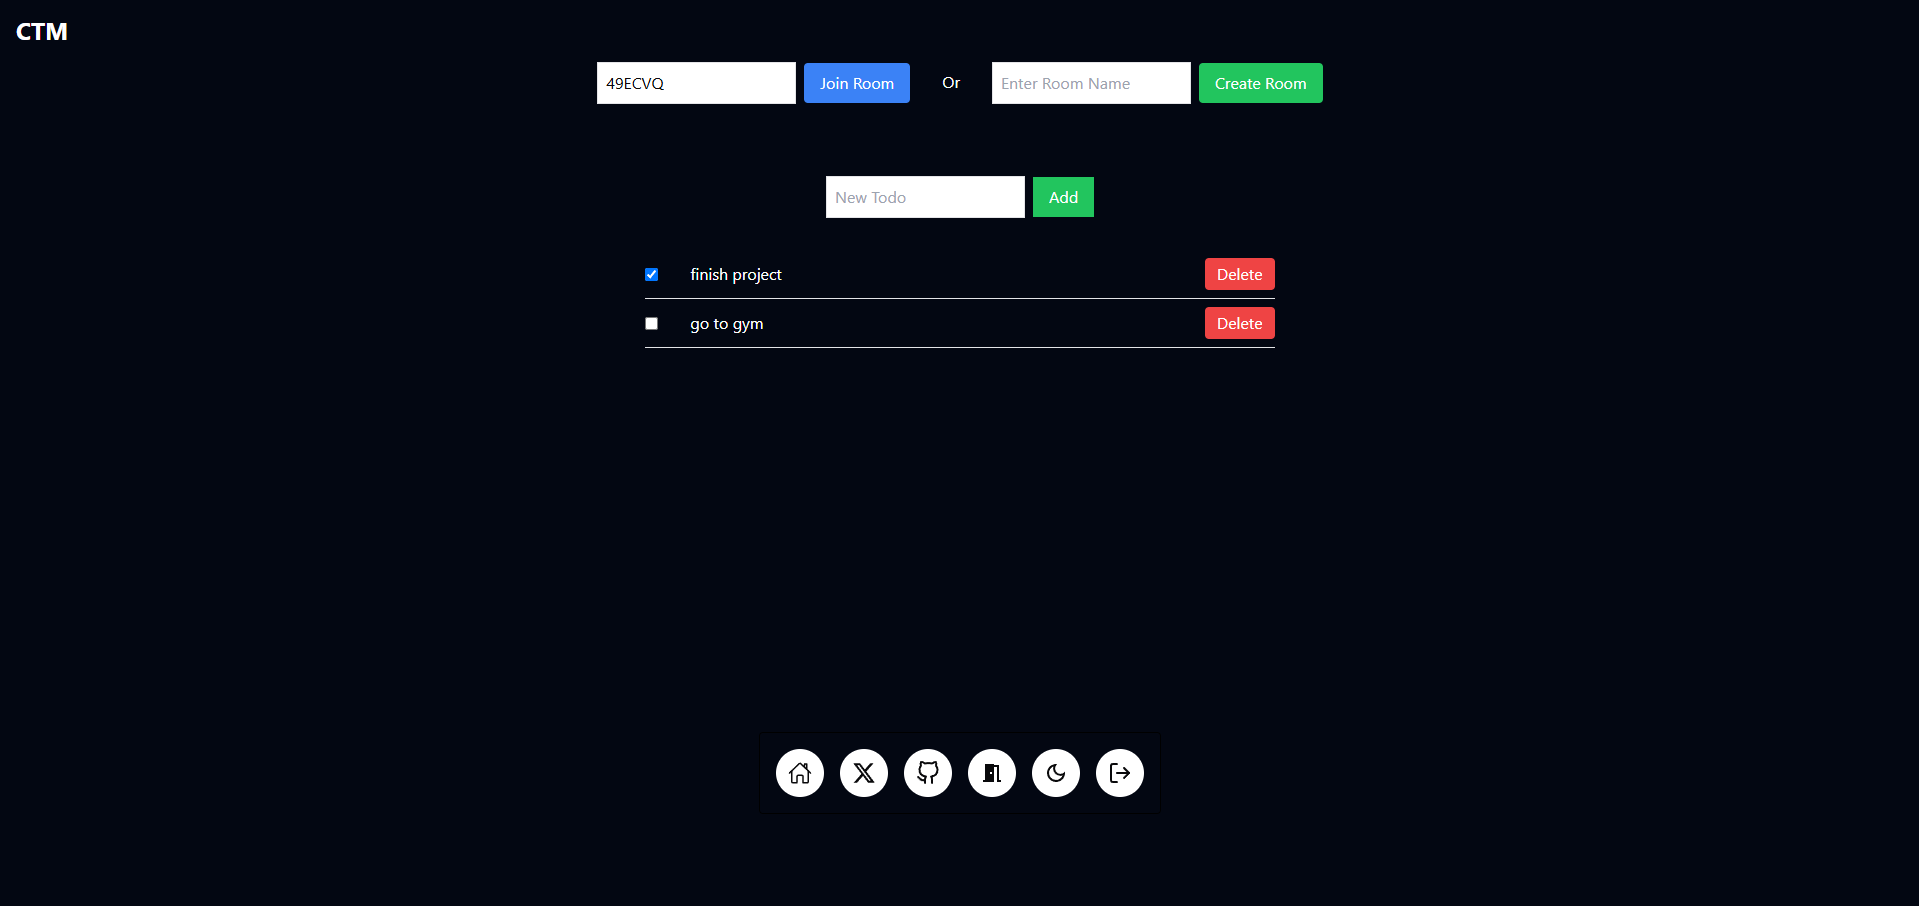 CTM
49ECVQ Join Room Or Enter Room Name Create Room
New Todo Add
finish project Delete
go to gym Delete